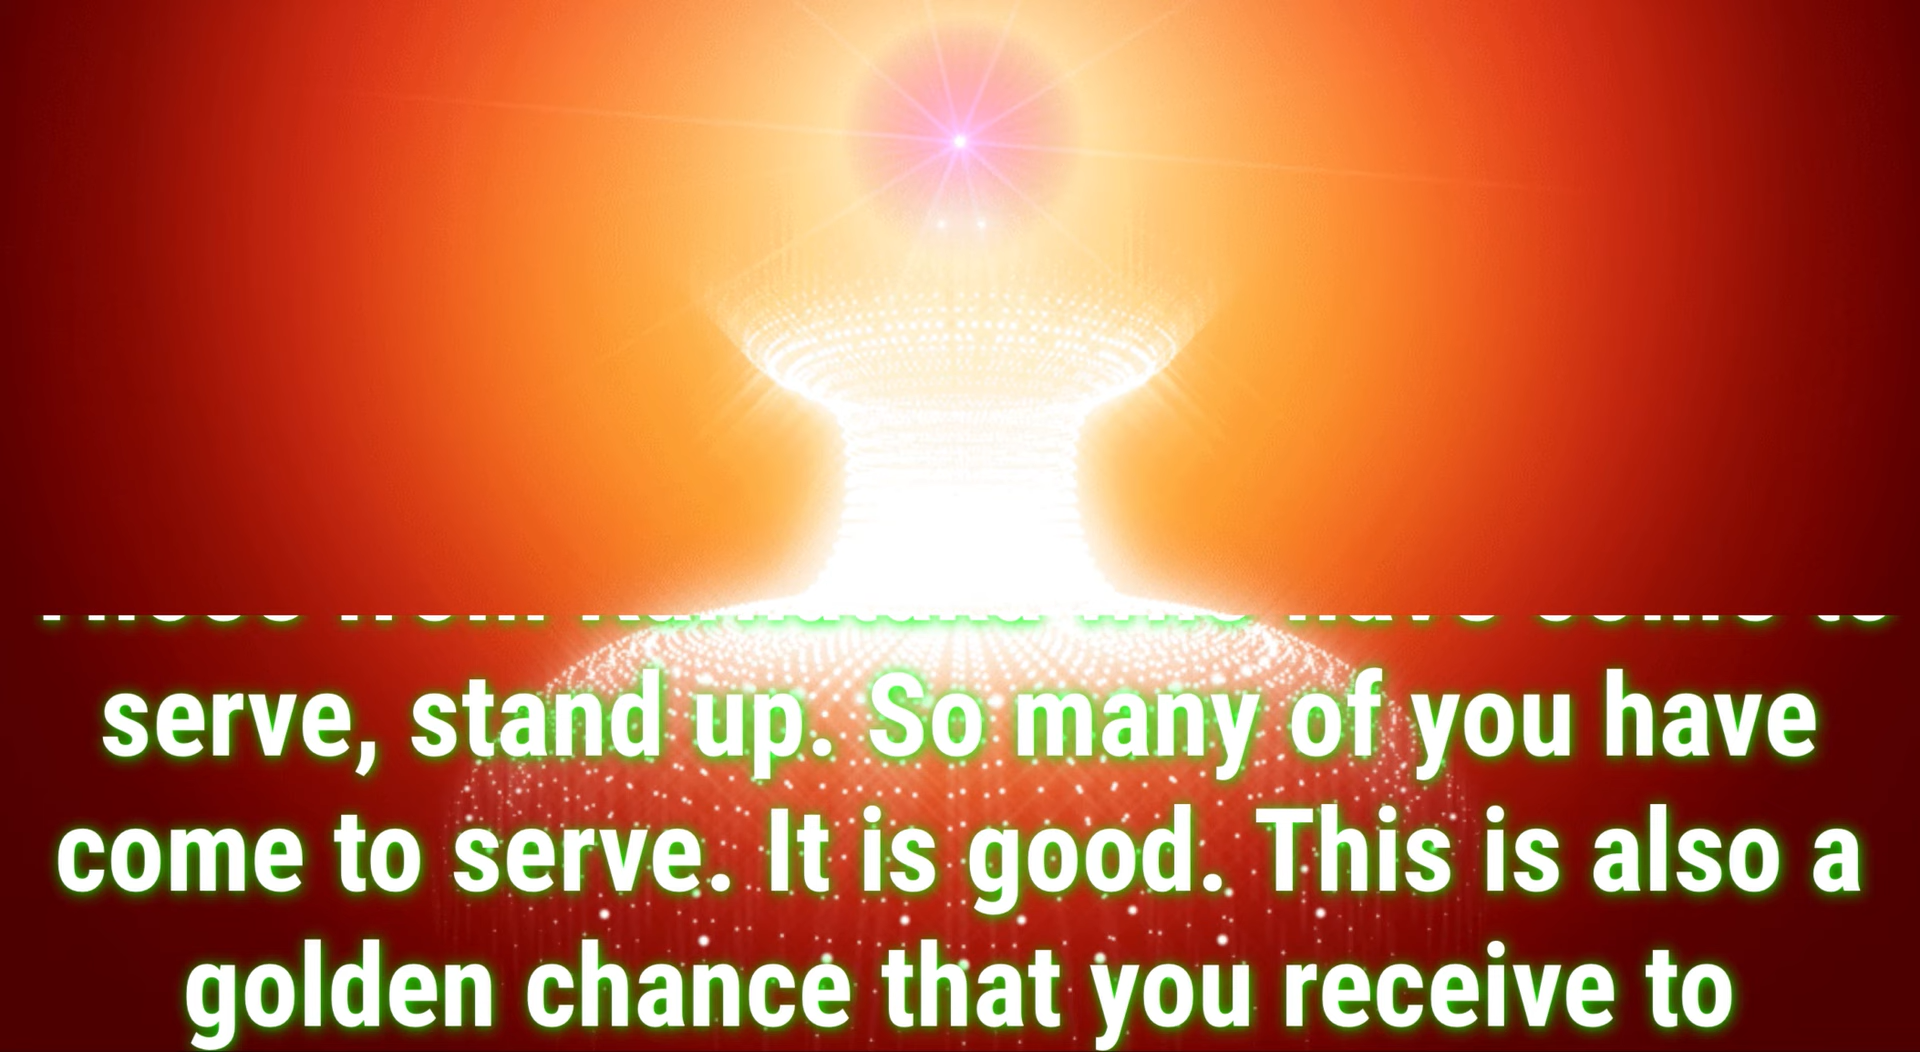 serve, stand up. So many of you have
come to serve. It is good. This is also a
golden chance that you receive to